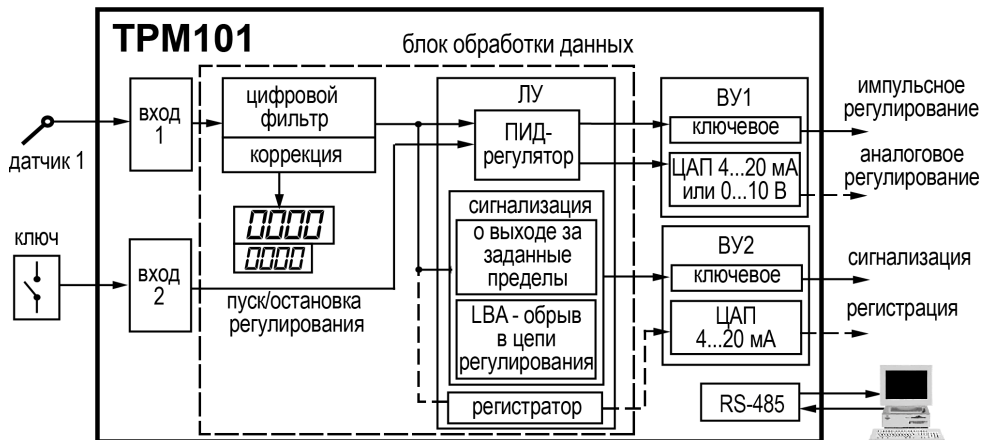 ТРМ101
блок обработки данных
датчик 1
вход
1
цифровой
фильтр
коррекция
0000
0000
ключ
вход
2
пуск/остановка
регулирования
ЛУ
ПИД-
регулятор
сигнализация
о выходе за
заданные
пределы
LBA - обрыв
в цепи
регулирования
регистратор
ВУ1
ключевое
ЦАП 4...20 мА
или 0...10 В
ВУ2
ключевое
ЦАП
4...20 мА
RS-485
импульсное
регулирование
аналоговое
регулирование
сигнализация
регистрация